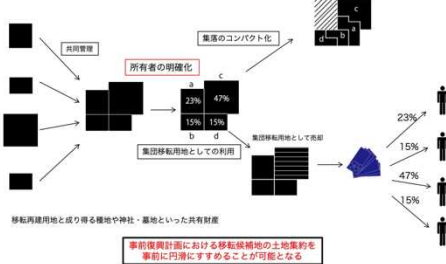 共同管理
集落のコンパクト化
c
a
b
d
所有者の明確化
c
a
23%
47%
15%
15%
b
d
集団移転用地としての利用
集団移転用地として売却
23%
15%
47%
15%
移転再建用地と成り得る種地や神社・墓地といった共有財産
事前復興計画における移転候補地の土地集約を
事前に円滑にすすめることが可能となる